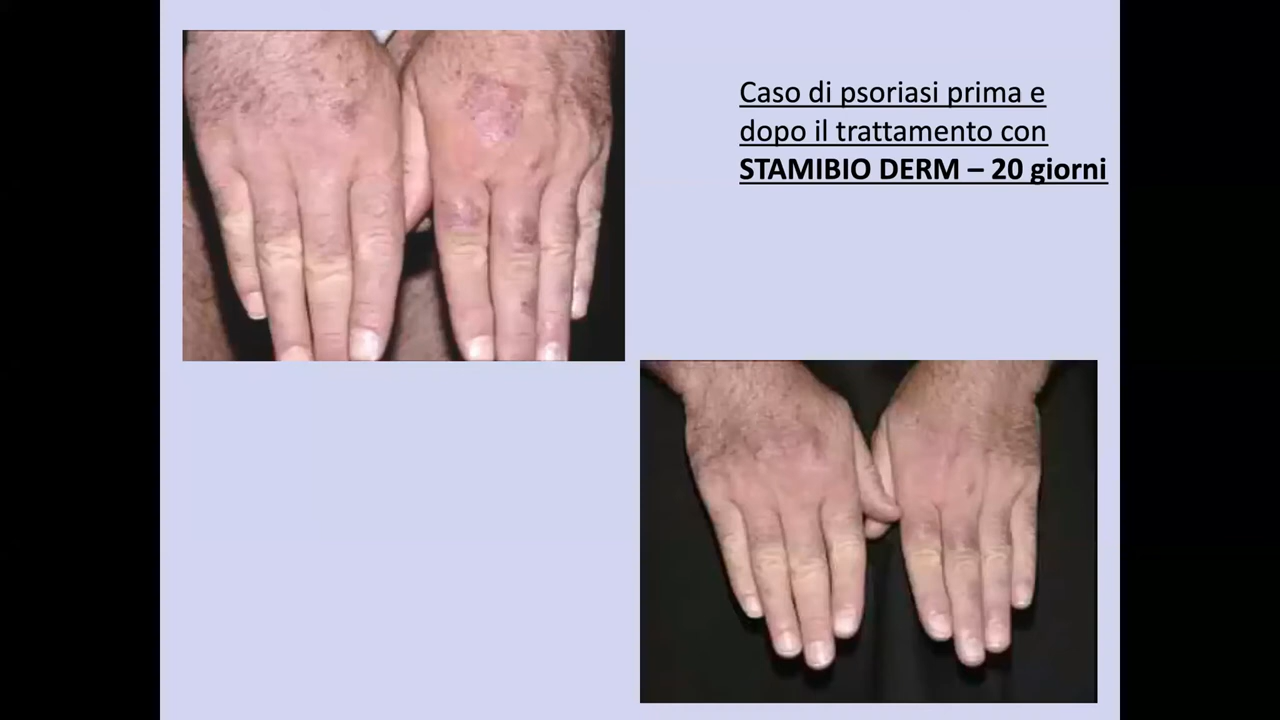 Caso di psoriasi prima e
dopo il trattamento con
STAMIBIO DERM – 20 giorni